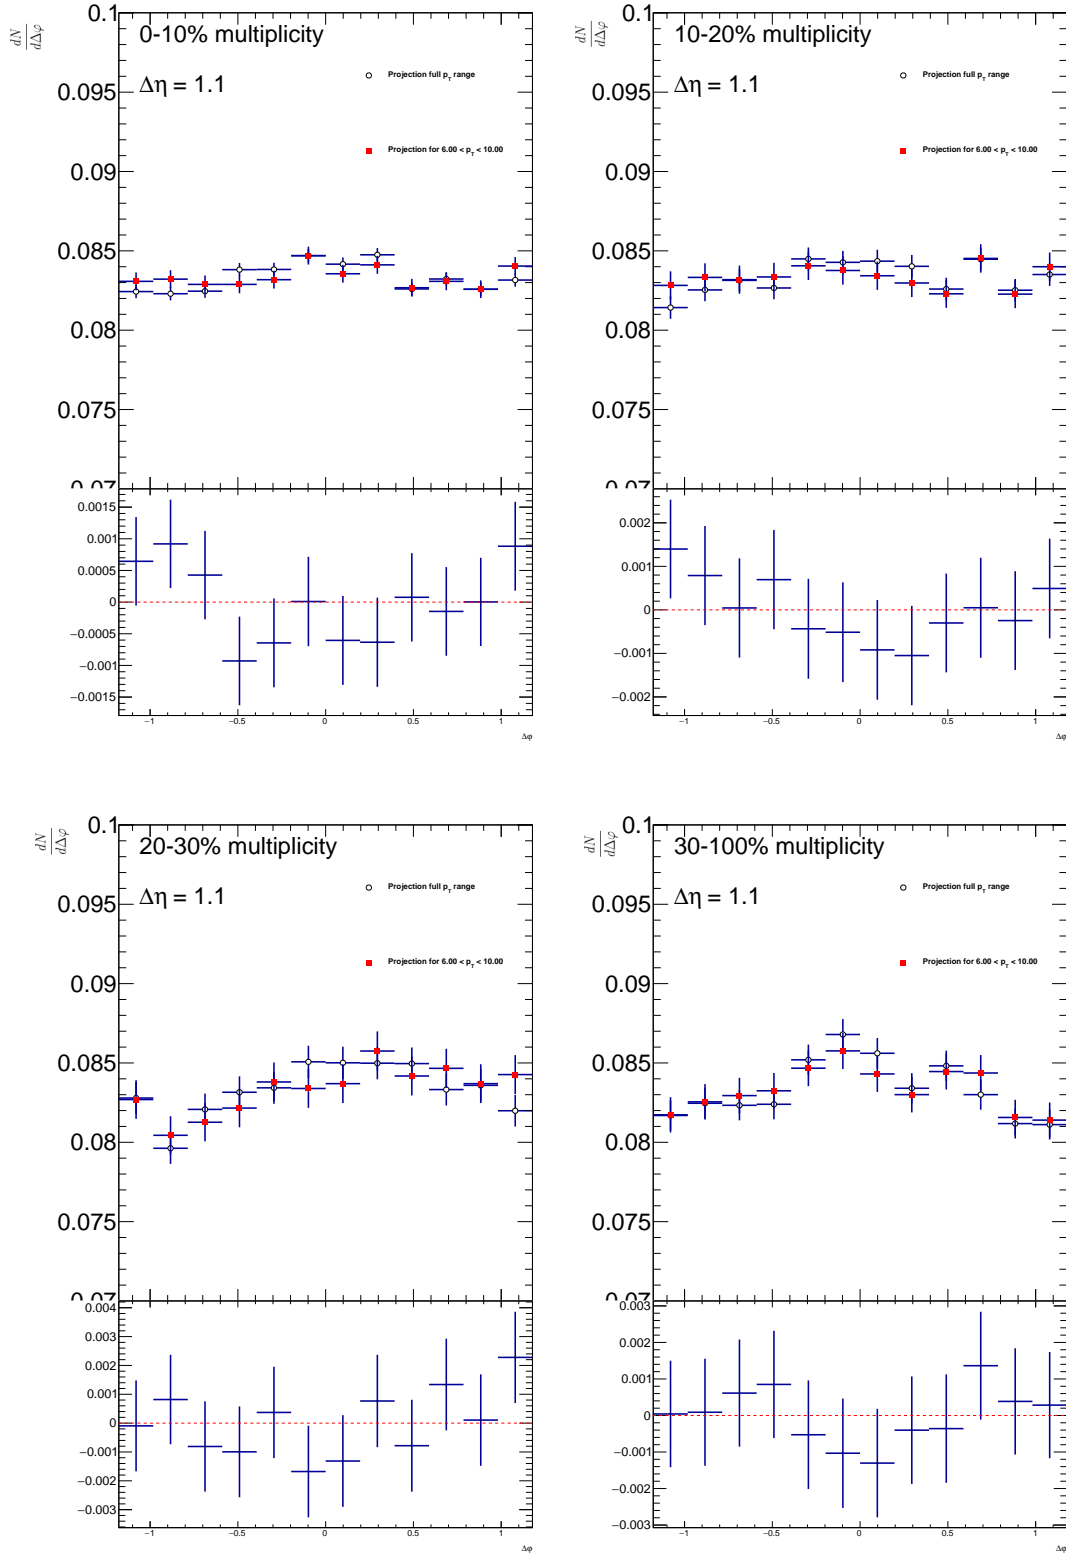 dN/dΔφ
0.1
0-10% multiplicity
Δη = 1.1
Projection full p_T range
Projection for 6.00 < p_T < 10.00
0.095
0.09
0.085
0.08
0.075
0.07
0.0015
0.001
0.0005
0
−0.0005
−0.001
−0.0015
−1 −0.5 0 0.5 1
Δφ
dN/dΔφ
0.1
10-20% multiplicity
Δη = 1.1
Projection full p_T range
Projection for 6.00 < p_T < 10.00
0.095
0.09
0.085
0.08
0.075
0.07
0.002
0.001
0
−0.001
−0.002
−1 −0.5 0 0.5 1
Δφ
dN/dΔφ
0.1
20-30% multiplicity
Δη = 1.1
Projection full p_T range
Projection for 6.00 < p_T < 10.00
0.095
0.09
0.085
0.08
0.075
0.07
0.004
0.003
0.002
0.001
0
−0.001
−0.002
−0.003
−1 −0.5 0 0.5 1
Δφ
dN/dΔφ
0.1
30-100% multiplicity
Δη = 1.1
Projection full p_T range
Projection for 6.00 < p_T < 10.00
0.095
0.09
0.085
0.08
0.075
0.07
0.003
0.002
0.001
0
−0.001
−0.002
−0.003
−1 −0.5 0 0.5 1
Δφ